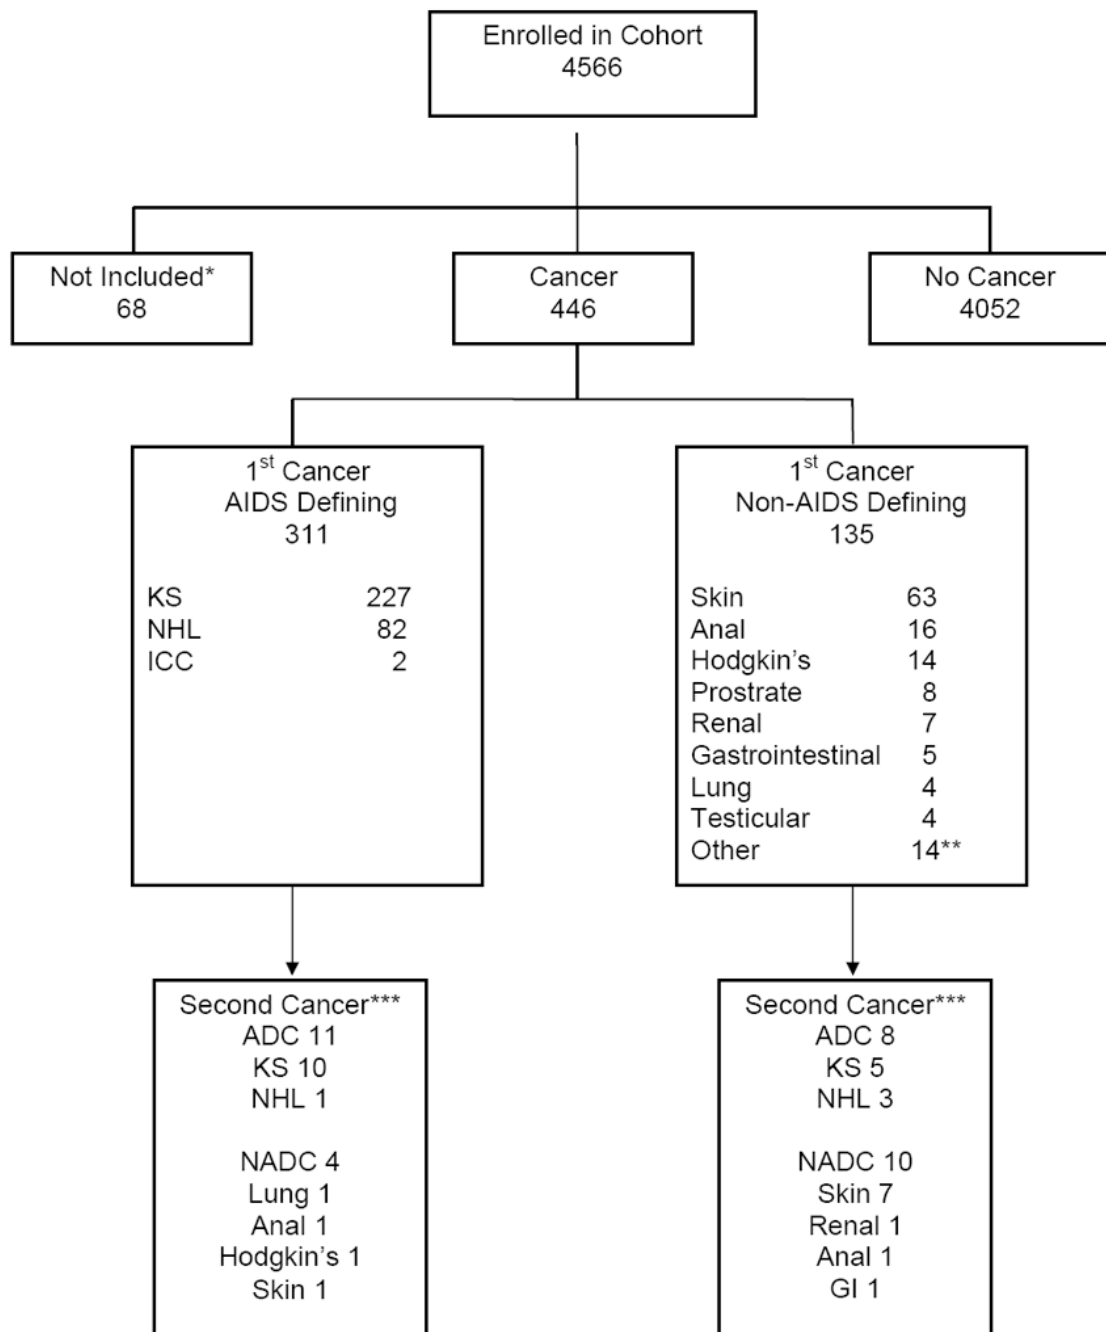 Enrolled in Cohort
4566
Not Included*
68
Cancer
446
No Cancer
4052
1st Cancer
AIDS Defining
311
KS 227
NHL 82
ICC 2
1st Cancer
Non-AIDS Defining
135
Skin 63
Anal 16
Hodgkin's 14
Prostrate 8
Renal 7
Gastrointestinal 5
Lung 4
Testicular 4
Other 14**
Second Cancer***
ADC 11
KS 10
NHL 1
NADC 4
Lung 1
Anal 1
Hodgkin's 1
Skin 1
Second Cancer***
ADC 8
KS 5
NHL 3
NADC 10
Skin 7
Renal 1
Anal 1
GI 1